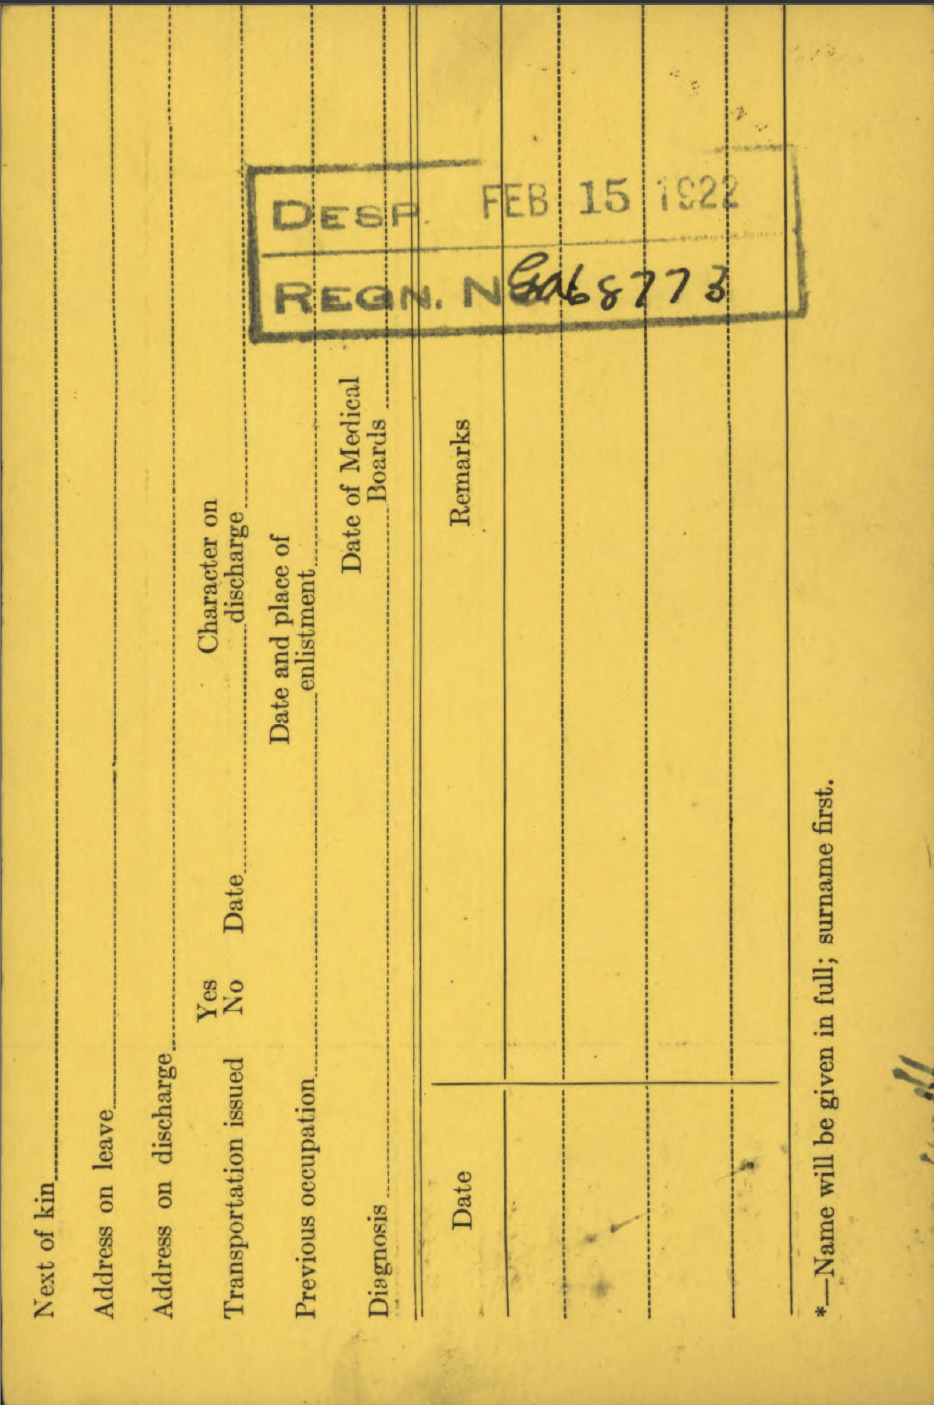 Next of kin
Address on leave
Address on discharge
Transportation issued Yes No Date Character on discharge
Previous occupation Date and place of enlistment
Diagnosis Date of Medical Boards
Date Remarks
*—Name will be given in full; surname first.
DESP. FEB 15 1922
REGN. NO 68773